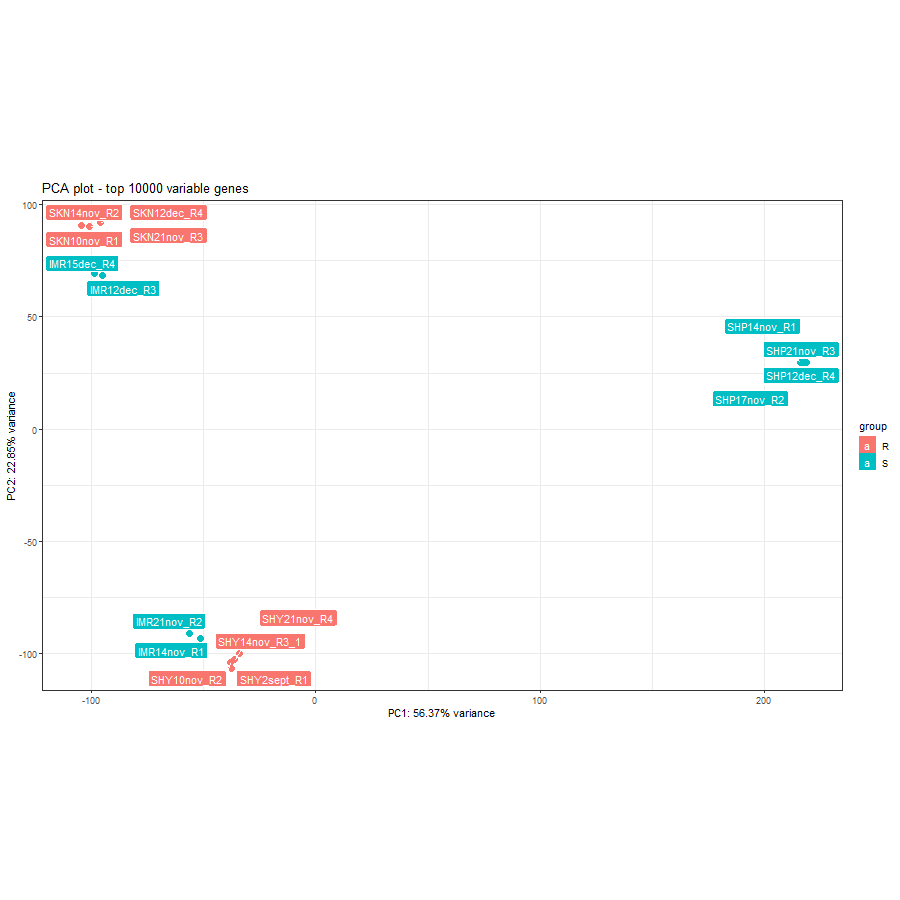 PCA plot - top 10000 variable genes
100
50
0
-50
-100
PC2: 22.85% variance
SKN14nov_R2
SKN12dec_R4
SKN10nov_R1
SKN21nov_R3
IMR15dec_R4
IMR12dec_R3
SHP14nov_R1
SHP21nov_R3
SHP12dec_R4
SHP17nov_R2
IMR21nov_R2
SHY21nov_R4
IMR14nov_R1
SHY14nov_R3_1
SHY10nov_R2
SHY2sept_R1
-100
0
100
200
PC1: 56.37% variance
group
a R
a S